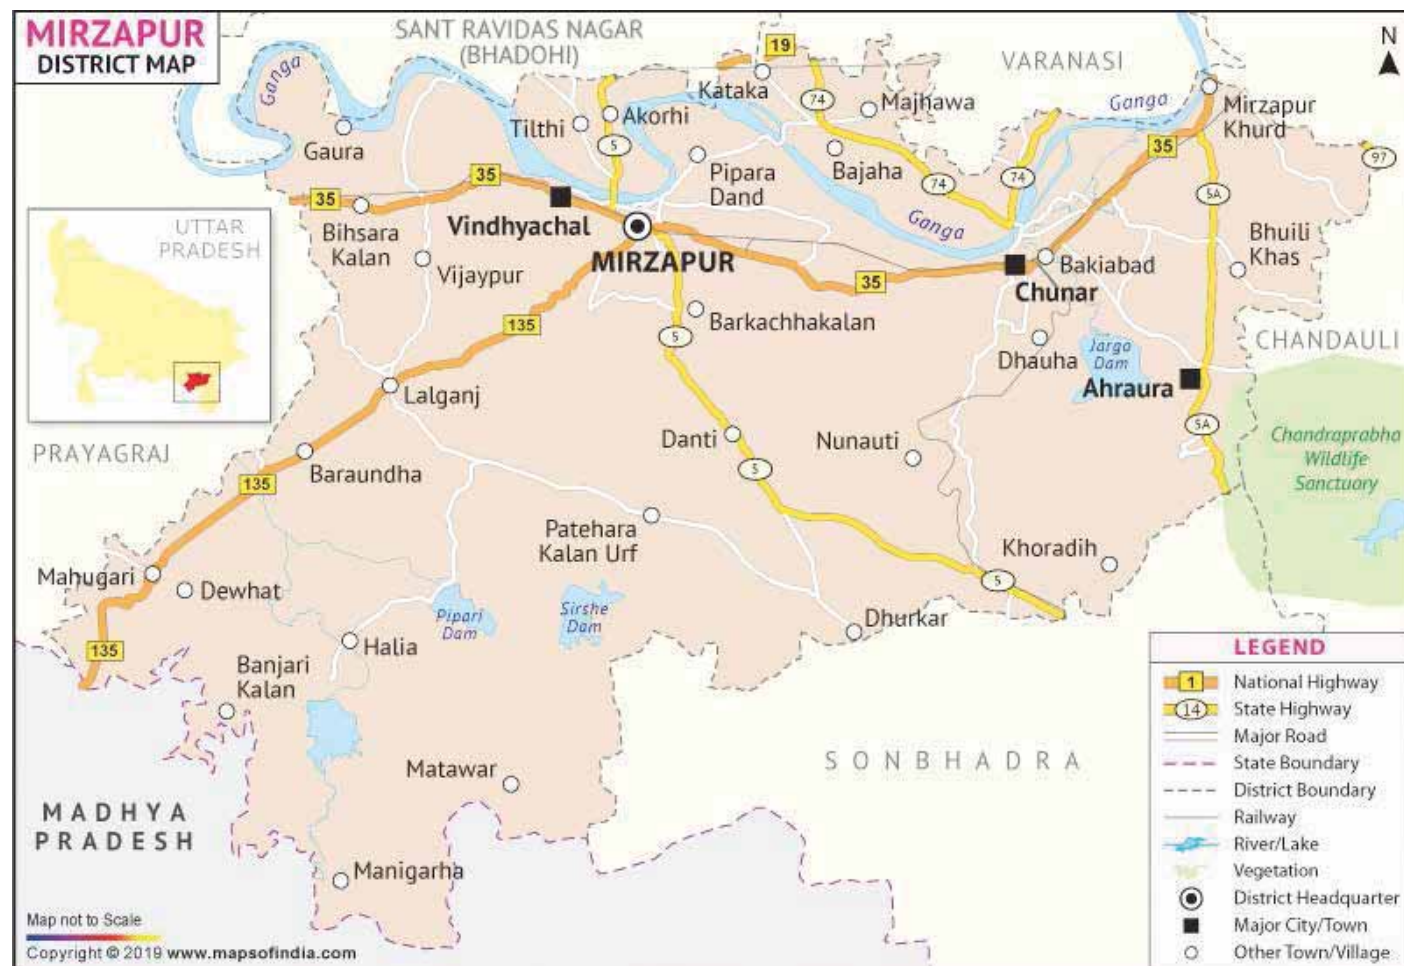 MIRZAPUR
DISTRICT MAP
SANT RAVIDAS NAGAR
(BHADOHI)
19
VARANASI
N
Ganga
Kataka
74
Majhawa
Ganga
Mirzapur
Khurd
Gaura
Tilthi
Akorhi
5
Pipara
Dand
Bajaha
74
74
35
97
35
35
Bihsara
Kalan
Vindhyachal
Ganga
5A
Bhuili
Khas
UTTAR
PRADESH
Vijaypur
MIRZAPUR
35
Bakiabad
Chunar
135
5
Barkachhakalan
Dhauha
Jargo
Dam
CHANDAULI
Lalganj
Ahraura
PRAYAGRAJ
Baraundha
135
Danti
5
Nunauti
5A
Chandraprabha
Wildlife
Sanctuary
Patehara
Kalan Urf
Khoradih
Mahugari
Dewhat
5
Pipari
Dam
Sirshe
Dam
Dhurkar
135
Halia
Banjari
Kalan
Matawar
SONBHADRA
MADHYA
PRADESH
Manigarha
LEGEND
1 National Highway
14 State Highway
Major Road
State Boundary
District Boundary
Railway
River/Lake
Vegetation
District Headquarter
Major City/Town
Other Town/Village
Map not to Scale
Copyright © 2019 www.mapsofindia.com